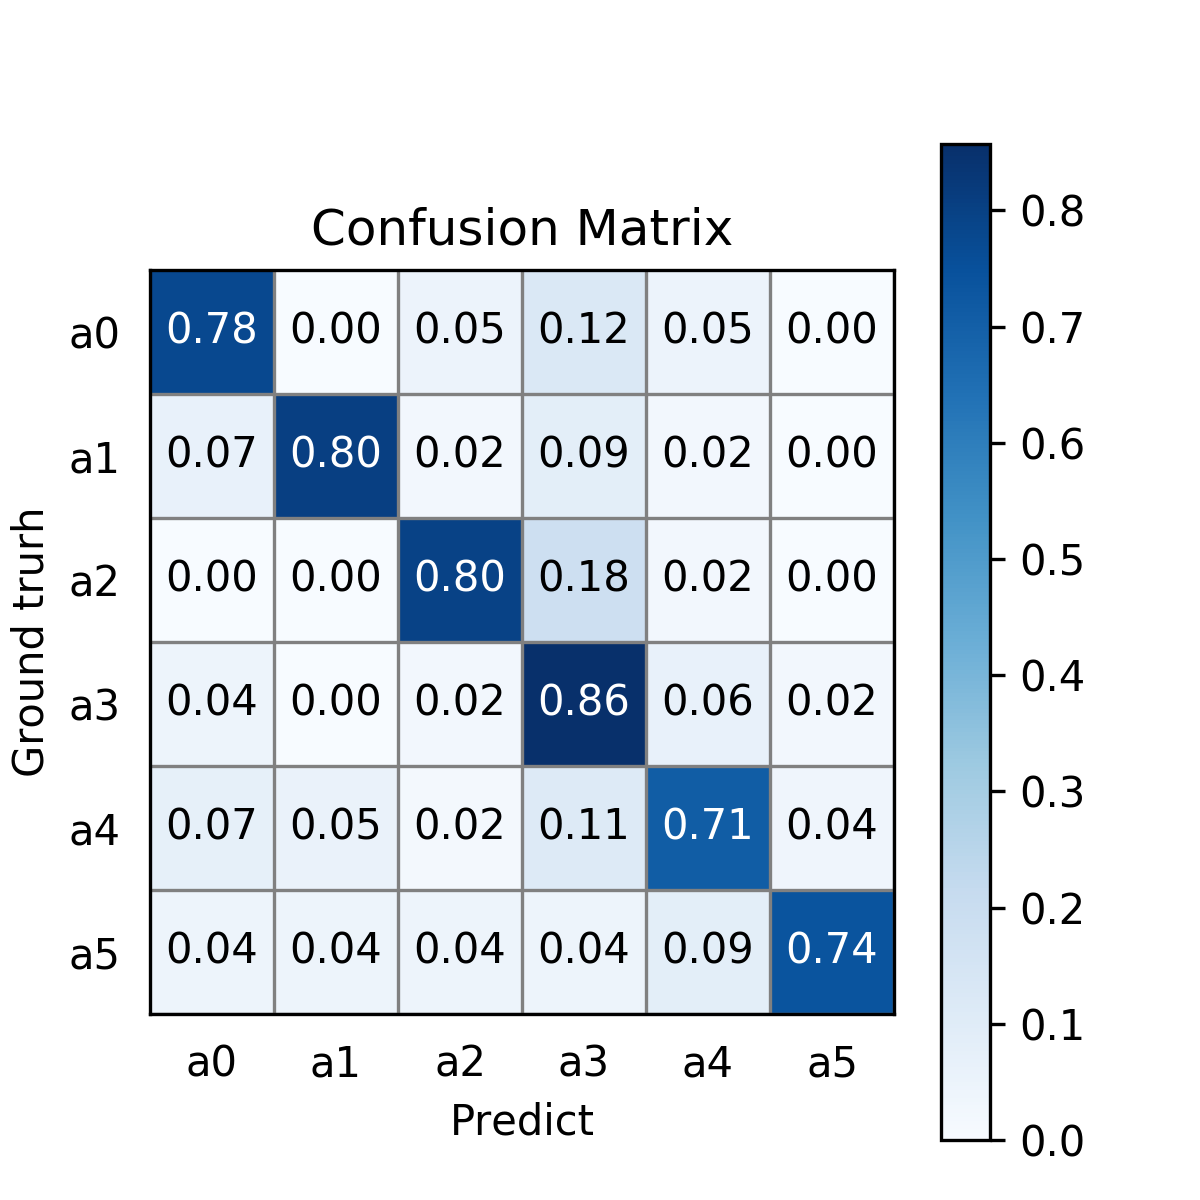 Confusion Matrix
a0 0.78 0.00 0.05 0.12 0.05 0.00
a1 0.07 0.80 0.02 0.09 0.02 0.00
a2 0.00 0.00 0.80 0.18 0.02 0.00
a3 0.04 0.00 0.02 0.86 0.06 0.02
a4 0.07 0.05 0.02 0.11 0.71 0.04
a5 0.04 0.04 0.04 0.04 0.09 0.74
a0 a1 a2 a3 a4 a5
Predict
Ground trurh
0.8
0.7
0.6
0.5
0.4
0.3
0.2
0.1
0.0